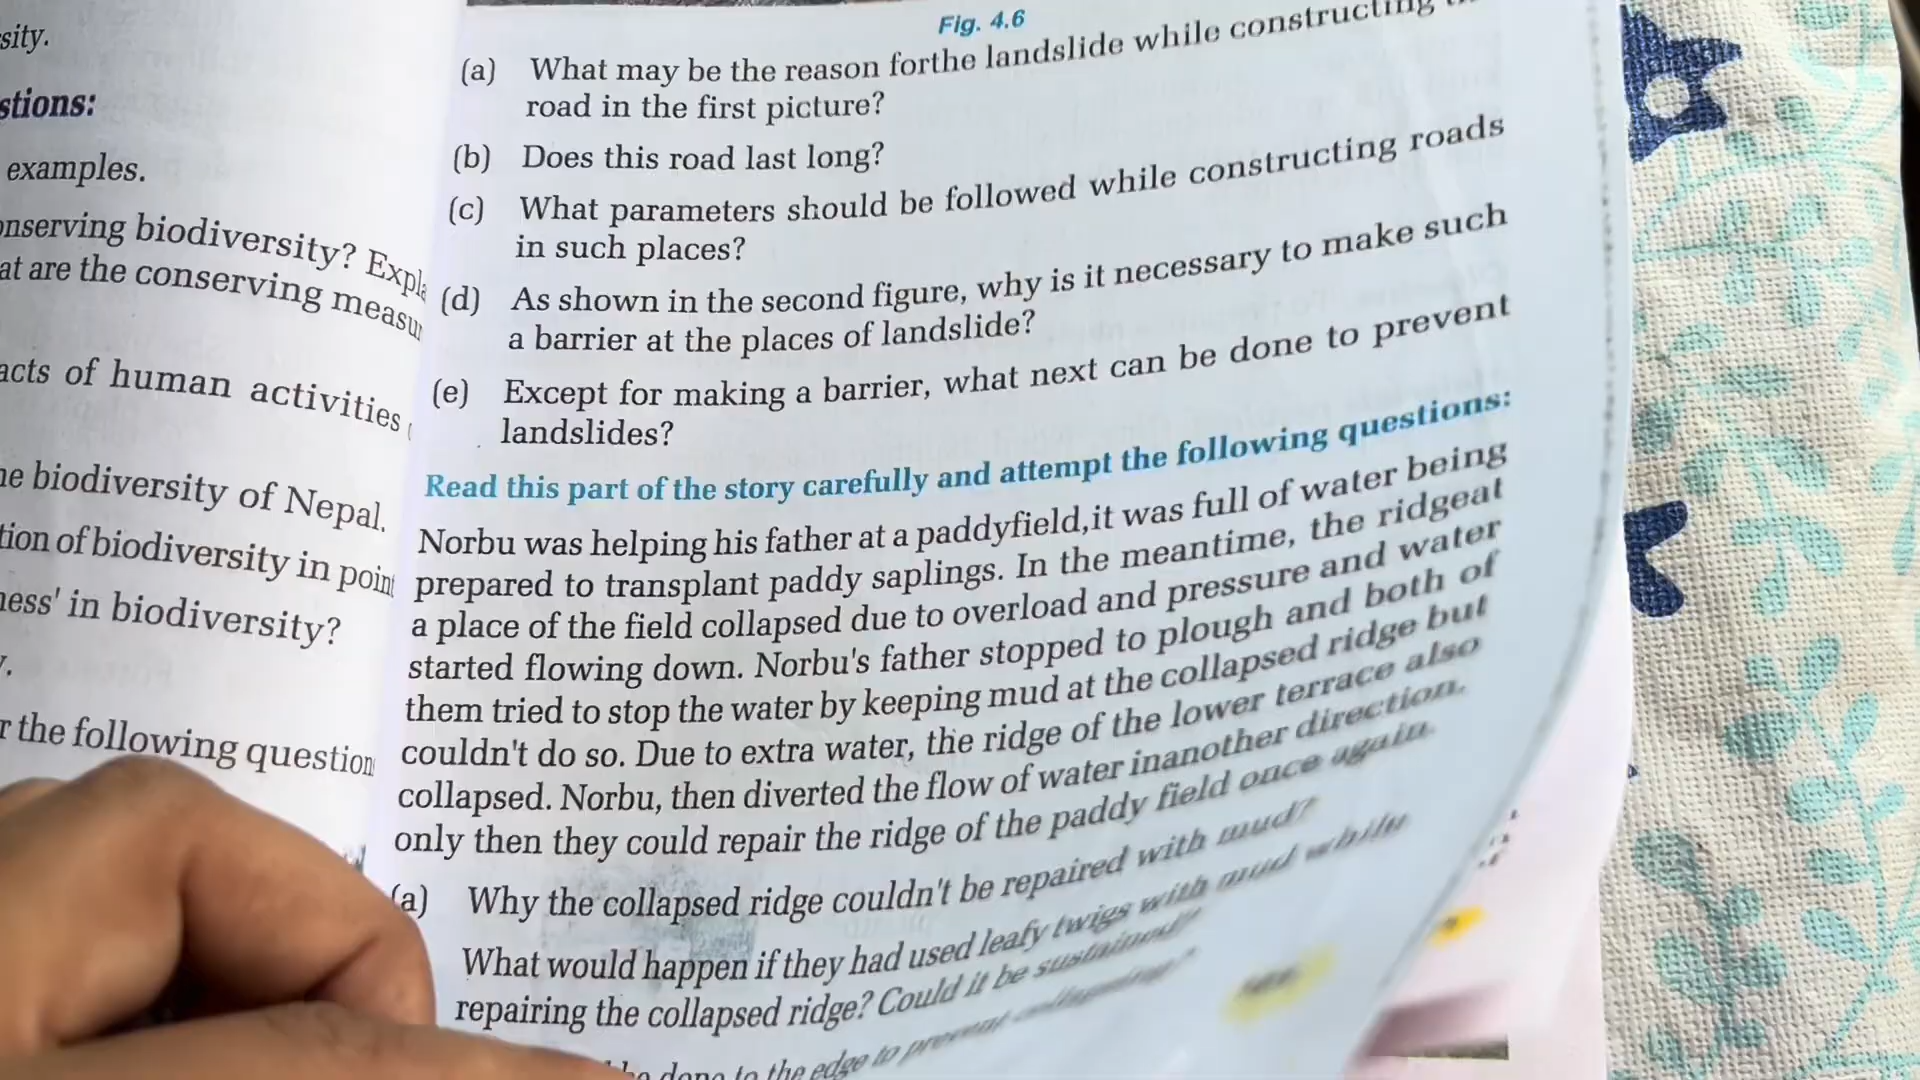 sity.
stions:
examples.
onserving biodiversity? Expla
at are the conserving measur
acts of human activities
ne biodiversity of Nepal.
tion of biodiversity in point
ness' in biodiversity?
y.
r the following question
Fig. 4.6
(a) What may be the reason forthe landslide while constructing
road in the first picture?
(b) Does this road last long?
(c) What parameters should be followed while constructing roads
in such places?
(d) As shown in the second figure, why is it necessary to make such
a barrier at the places of landslide?
(e) Except for making a barrier, what next can be done to prevent
landslides?
Read this part of the story carefully and attempt the following questions:
Norbu was helping his father at a paddyfield,it was full of water being
prepared to transplant paddy saplings. In the meantime, the ridgeat
a place of the field collapsed due to overload and pressure and water
started flowing down. Norbu's father stopped to plough and both of
them tried to stop the water by keeping mud at the collapsed ridge but
couldn't do so. Due to extra water, the ridge of the lower terrace also
collapsed. Norbu, then diverted the flow of water inanother direction.
only then they could repair the ridge of the paddy field once again.
(a) Why the collapsed ridge couldn't be repaired with mud?
What would happen if they had used leafy twigs with mud while
repairing the collapsed ridge? Could it be sustained?
done to the edge to prevent collapsing?